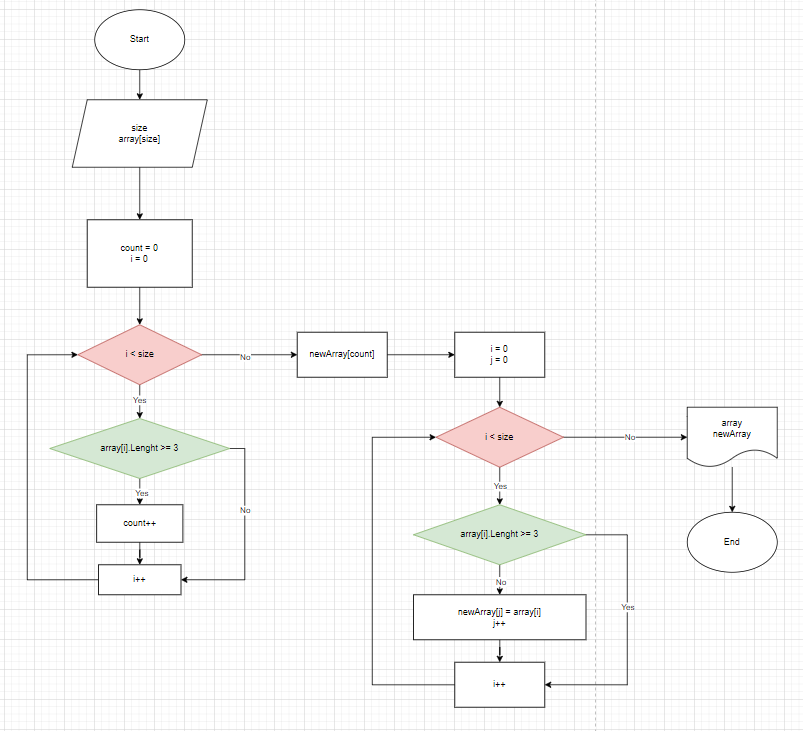 Start
size
array[size]
count = 0
i = 0
i < size
No
newArray[count]
i = 0
j = 0
Yes
array[i].Lenght >= 3
Yes
No
count++
i++
i < size
No
array
newArray
Yes
array[i].Lenght >= 3
End
No
Yes
newArray[j] = array[i]
j++
i++